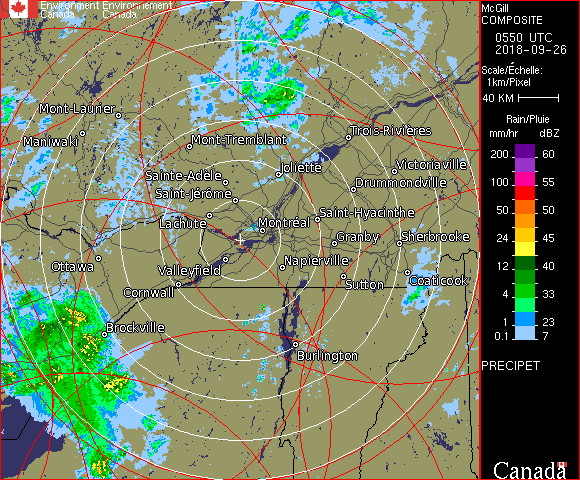 Environment Environnement
Canada Canada
McGill
COMPOSITE
0550 UTC
2018-09-26
Scale/Échelle:
1km/Pixel
40 KM
Rain/Pluie
mm/hr dBZ
200 60
100 55
50 50
24 45
12 40
4 33
1 23
0.1 7
PRECIPET
Canada
Mont-Laurier
Maniwaki
Mont-Tremblant
Trois-Rivières
Joliette
Victoriaville
Sainte-Adèle
Drummondville
Saint-Jérôme
Saint-Hyacinthe
Lachute
Montréal
Granby
Sherbrooke
Ottawa
Valleyfield
Napierville
Sutton
Coaticook
Cornwall
Brockville
Burlington